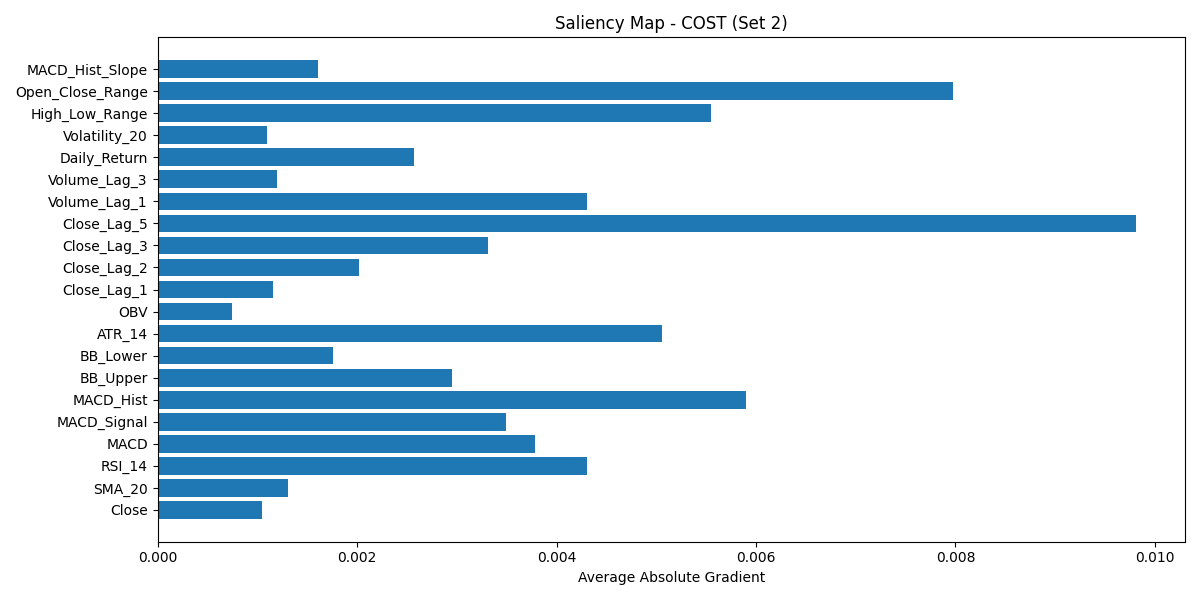 Saliency Map - COST (Set 2)
MACD_Hist_Slope
Open_Close_Range
High_Low_Range
Volatility_20
Daily_Return
Volume_Lag_3
Volume_Lag_1
Close_Lag_5
Close_Lag_3
Close_Lag_2
Close_Lag_1
OBV
ATR_14
BB_Lower
BB_Upper
MACD_Hist
MACD_Signal
MACD
RSI_14
SMA_20
Close
0.000 0.002 0.004 0.006 0.008 0.010
Average Absolute Gradient